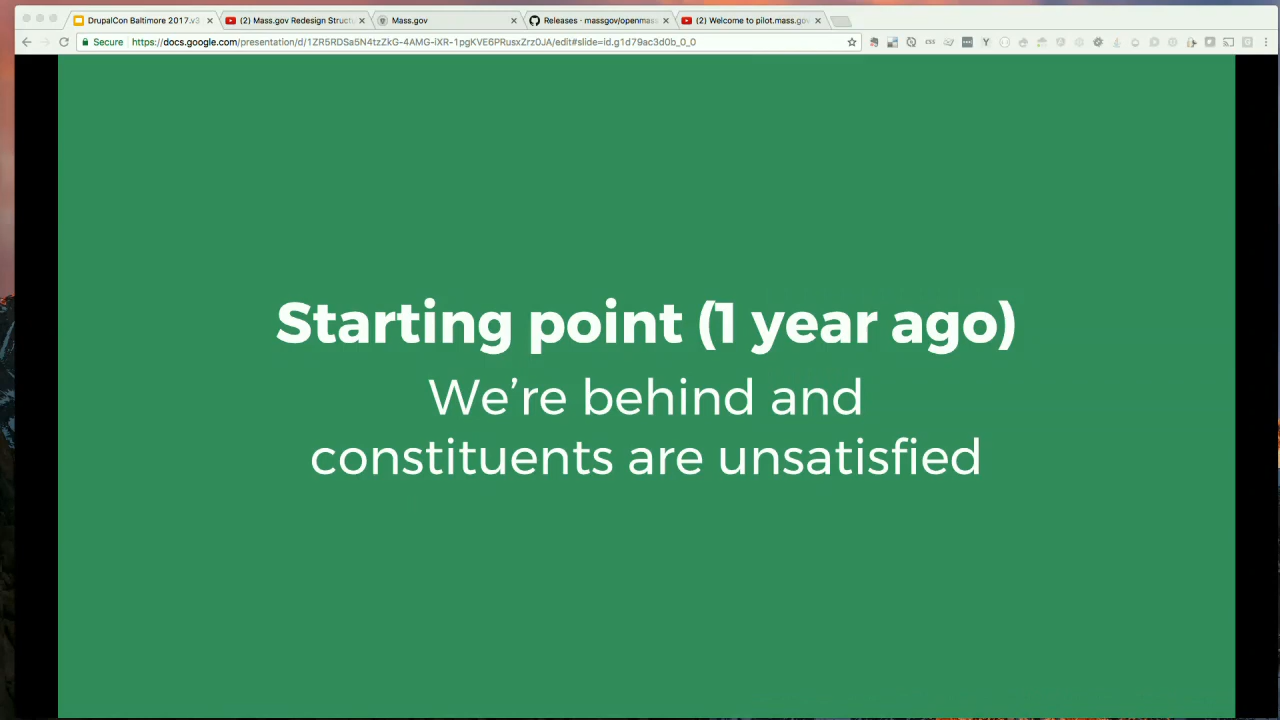 DrupalCon Baltimore 2017.v3
(2) Mass.gov Redesign Struct
Mass.gov
Releases · massgov/openmass
(2) Welcome to pilot.mass.gov
Secure
https://docs.google.com/presentation/d/1ZR5RDSa5N4tzZkG-4AMG-iXR-1pgKVE6PRusxZrz0JA/edit#slide=id.g1d79ac3d0b_0_0
Starting point (1 year ago)
We’re behind and
constituents are unsatisfied